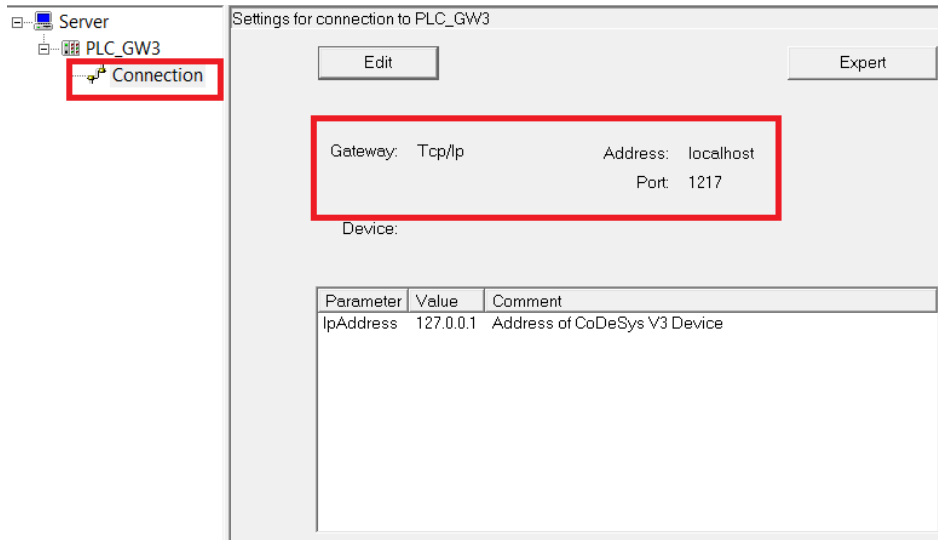 Server
PLC_GW3
Connection
Settings for connection to PLC_GW3
Edit
Expert
Gateway: Tcp/Ip Address: localhost
Port: 1217
Device:
Parameter Value Comment
IpAddress 127.0.0.1 Address of CoDeSys V3 Device